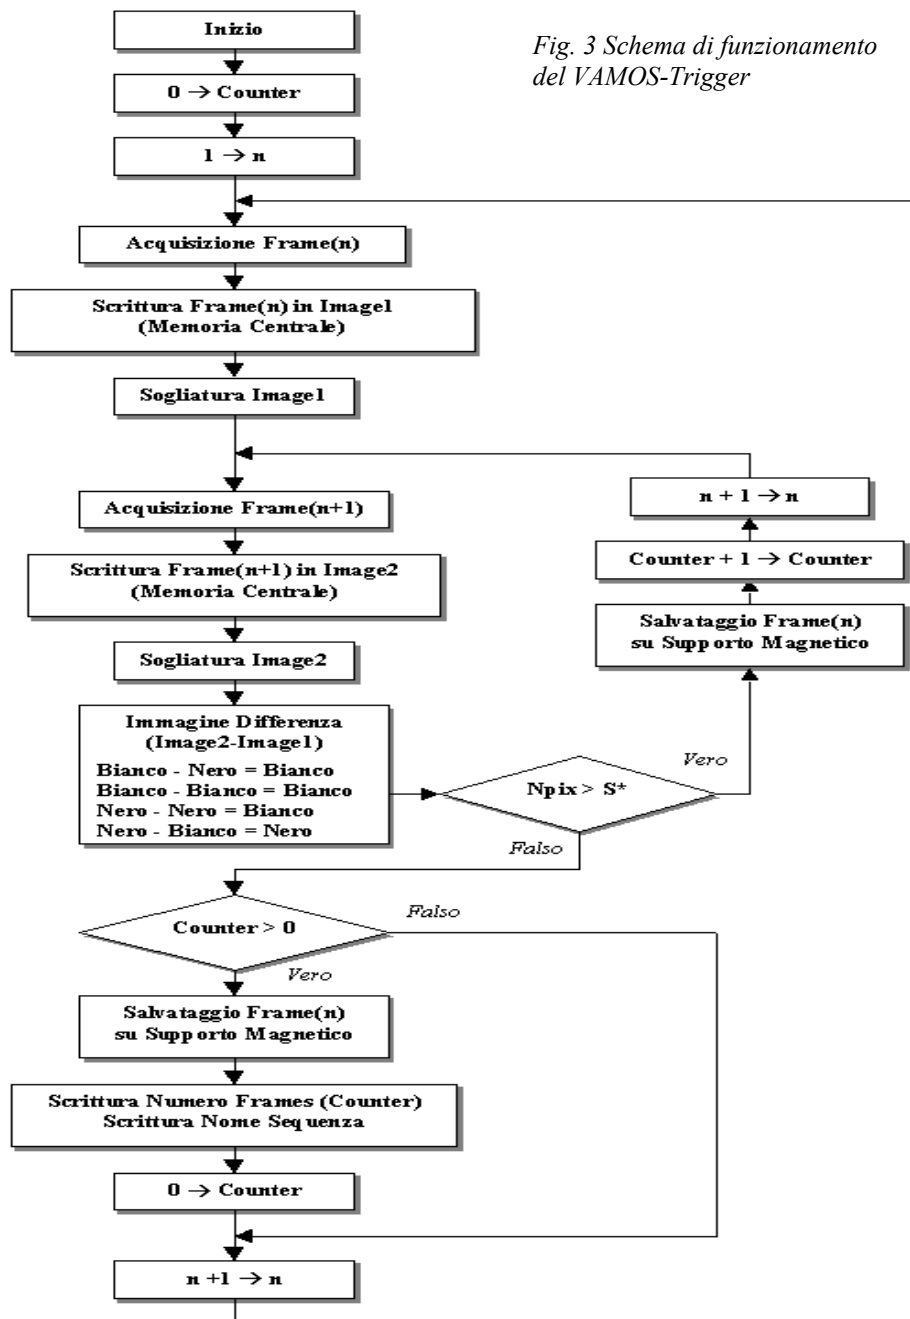 Inizio
Fig. 3 Schema di funzionamento
del VAMOS-Trigger
0 → Counter
1 → n
Acquisizione Frame(n)
Scrittura Frame(n) in Image1
(Memoria Centrale)
Sogliatura Image1
Acquisizione Frame(n+1)
Scrittura Frame(n+1) in Image2
(Memoria Centrale)
Sogliatura Image2
Immagine Differenza
(Image2-Image1)
Bianco - Nero = Bianco
Bianco - Bianco = Bianco
Nero - Nero = Bianco
Nero - Bianco = Nero
Npix > S*
Vero
Salvataggio Frame(n)
su Supporto Magnetico
Counter + 1 → Counter
n + 1 → n
Falso
Counter > 0
Falso
Vero
Salvataggio Frame(n)
su Supporto Magnetico
Scrittura Numero Frames (Counter)
Scrittura Nome Sequenza
0 → Counter
n +1 → n